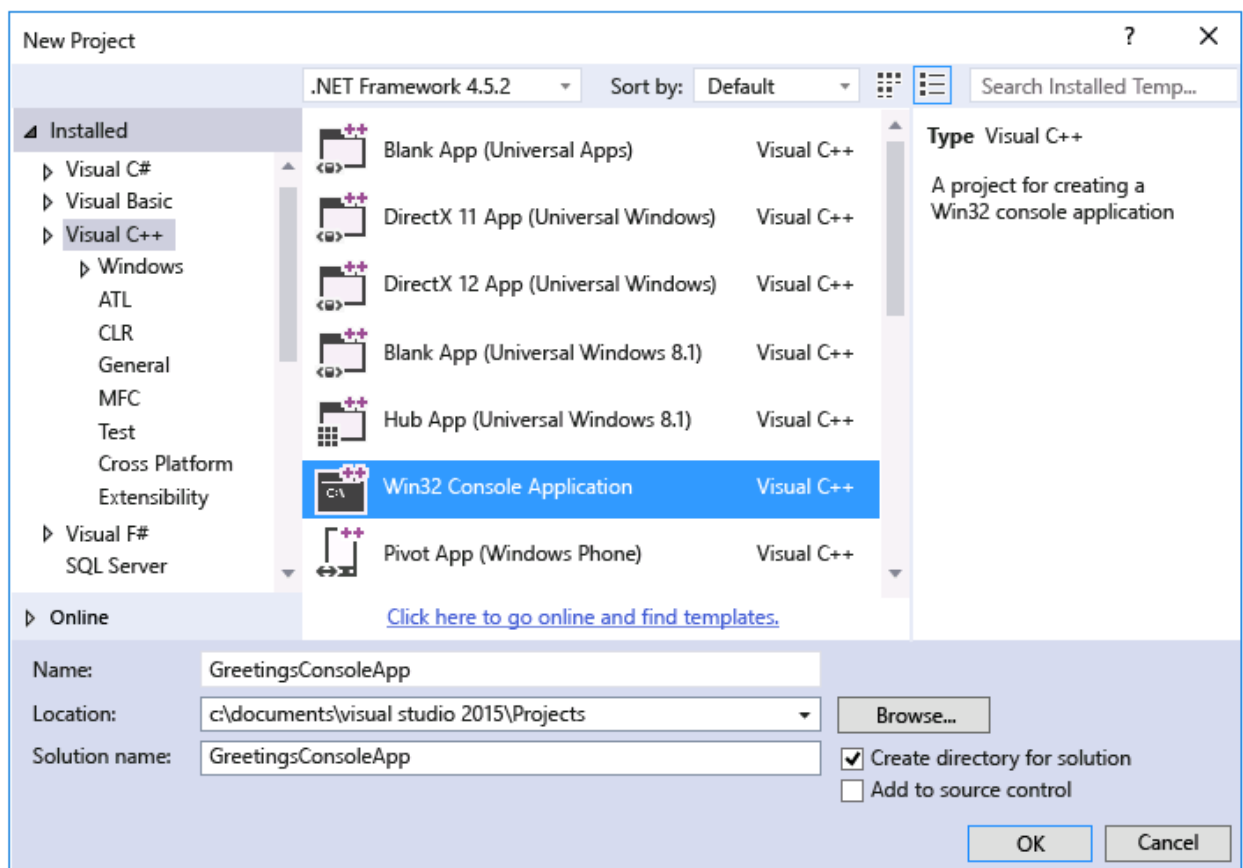 New Project
?
.NET Framework 4.5.2
Sort by: Default
Search Installed Temp...
Installed
Visual C#
Visual Basic
Visual C++
Windows
ATL
CLR
General
MFC
Test
Cross Platform
Extensibility
Visual F#
SQL Server
Online
Blank App (Universal Apps) Visual C++
DirectX 11 App (Universal Windows) Visual C++
DirectX 12 App (Universal Windows) Visual C++
Blank App (Universal Windows 8.1) Visual C++
Hub App (Universal Windows 8.1) Visual C++
C:\ Win32 Console Application Visual C++
Pivot App (Windows Phone) Visual C++
Click here to go online and find templates.
Type Visual C++
A project for creating a
Win32 console application
Name: GreetingsConsoleApp
Location: c:\documents\visual studio 2015\Projects
Browse...
Solution name: GreetingsConsoleApp
Create directory for solution
Add to source control
OK
Cancel